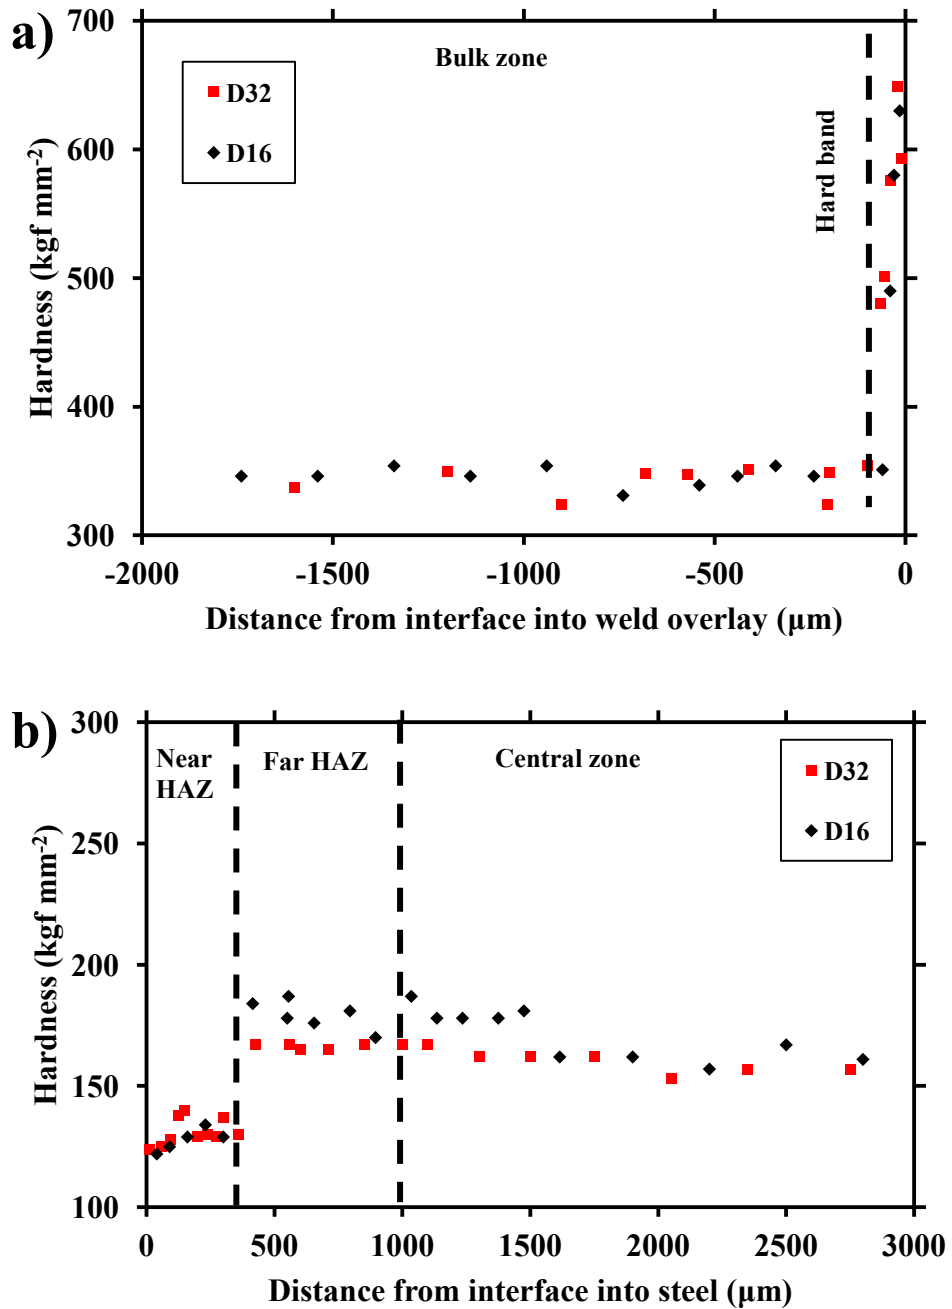 a)
700
600
500
400
300
Hardness (kgf mm-2)
Bulk zone
D32
D16
Hard band
-2000
-1500
-1000
-500
0
Distance from interface into weld overlay (µm)
b)
300
250
200
150
100
Hardness (kgf mm-2)
Near
HAZ
Far HAZ
Central zone
D32
D16
0
500
1000
1500
2000
2500
3000
Distance from interface into steel (µm)